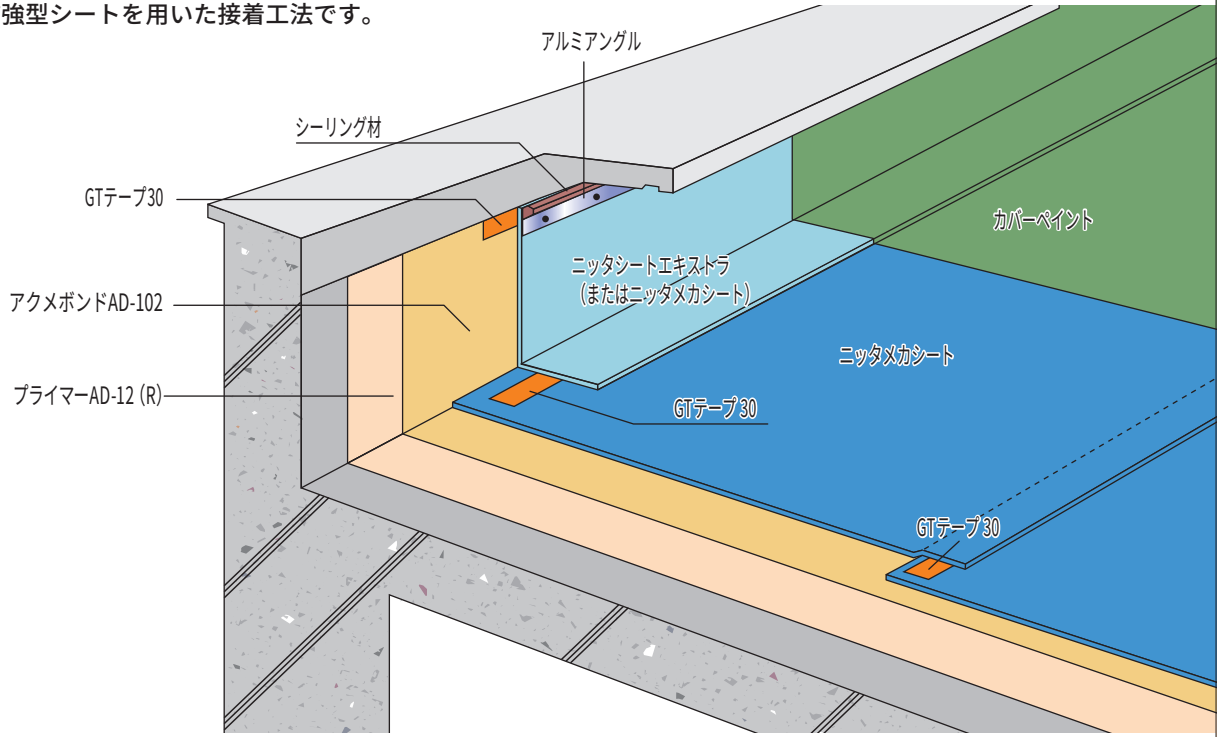 強型シートを用いた接着工法です。
アルミアングル
シーリング材
GTテープ30
カバーペイント
ニッタシートエキストラ
（またはニッタメカシート）
アクメボンドAD-102
ニッタメカシート
プライマーAD-12（R）
GTテープ30
GTテープ30